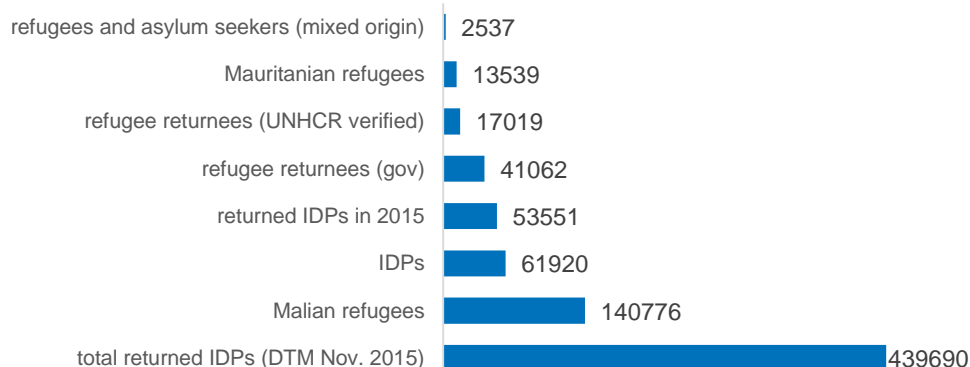 refugees and asylum seekers (mixed origin) 2537
Mauritanian refugees 13539
refugee returnees (UNHCR verified) 17019
refugee returnees (gov) 41062
returned IDPs in 2015 53551
IDPs 61920
Malian refugees 140776
total returned IDPs (DTM Nov. 2015) 439690